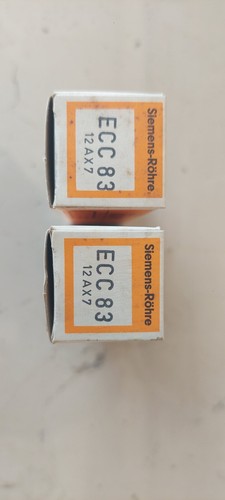 Siemens-Röhre
ECC 83
12AX7
Siemens-Röhre
ECC 83
12AX7